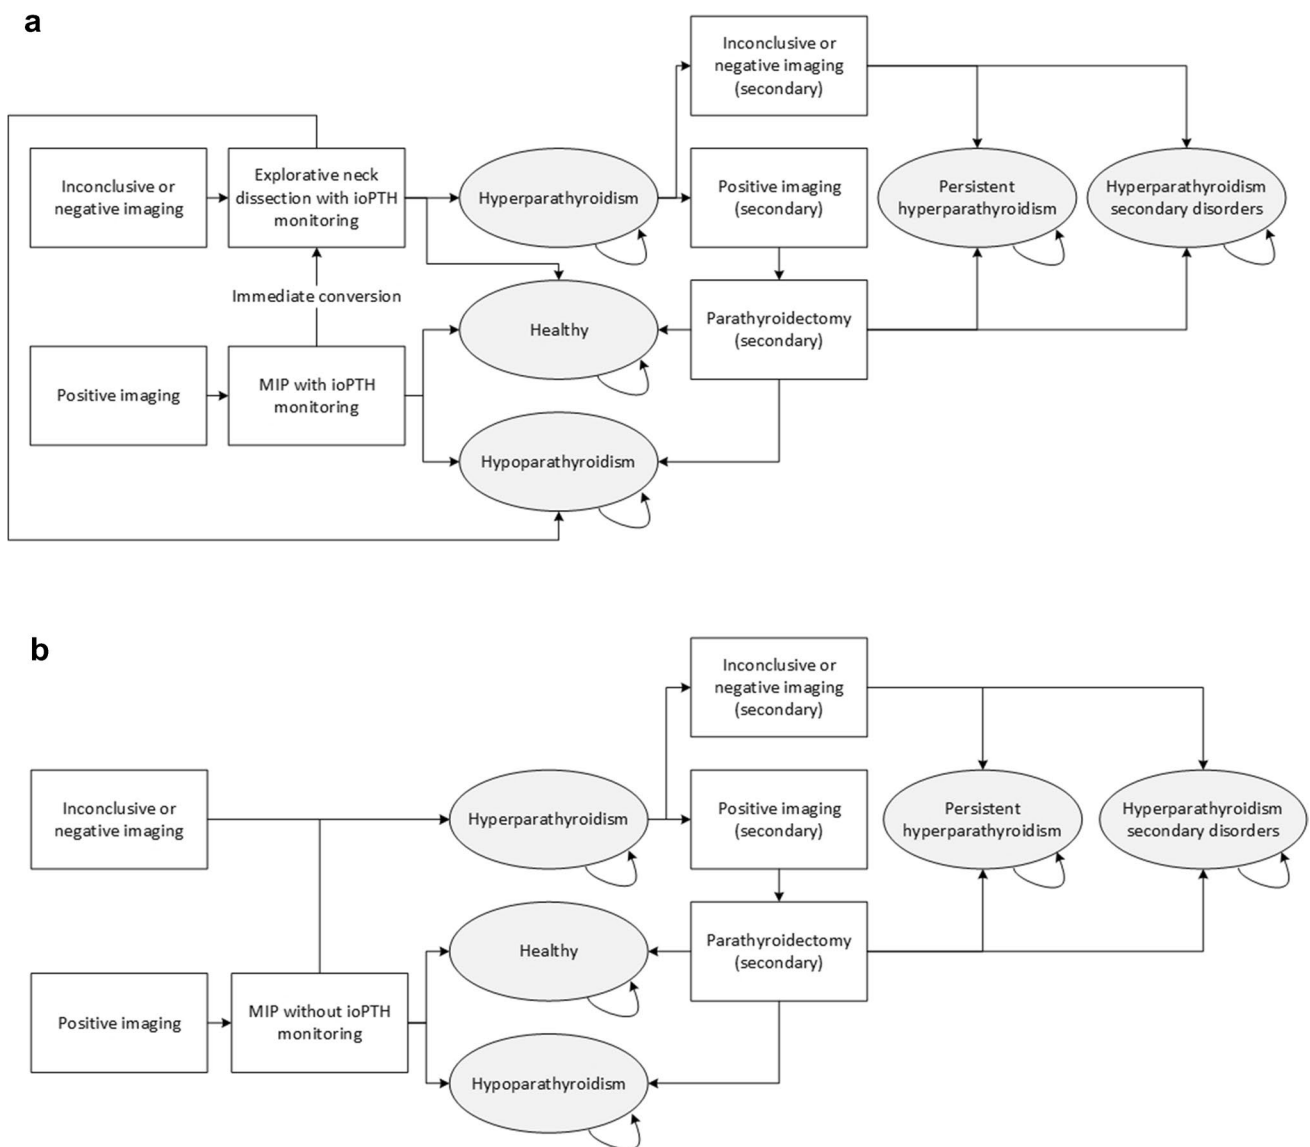 a
Inconclusive or
negative imaging
(secondary)
Inconclusive or
negative imaging
Explorative neck
dissection with ioPTH
monitoring
Hyperparathyroidism
Positive imaging
(secondary)
Persistent
hyperparathyroidism
Hyperparathyroidism
secondary disorders
Immediate conversion
Healthy
Parathyroidectomy
(secondary)
Positive imaging
MIP with ioPTH
monitoring
Hypoparathyroidism
b
Inconclusive or
negative imaging
(secondary)
Inconclusive or
negative imaging
Hyperparathyroidism
Positive imaging
(secondary)
Persistent
hyperparathyroidism
Hyperparathyroidism
secondary disorders
Healthy
Parathyroidectomy
(secondary)
Positive imaging
MIP without ioPTH
monitoring
Hypoparathyroidism